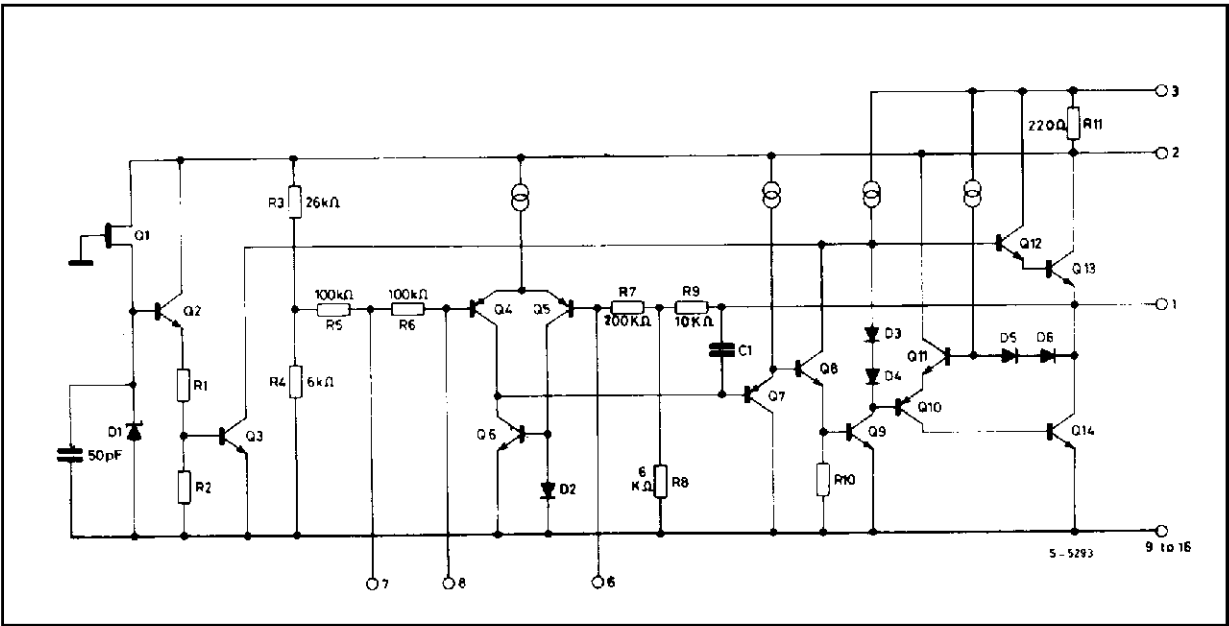 3
220Ω R11
2
R3 26kΩ
Q1
Q12
Q13
100kΩ 100kΩ
R7 R9
Q2
Q4 Q5
1
R5 R6
200KΩ 10KΩ
C1
D3
D5 D6
Q11
R4 6kΩ
R1
Q8
D4
Q7
Q10
D1
Q3
Q6
Q9
Q14
50pF
6
KΩ R8
R2
D2
R10
S-5293
9 to 16
7
8
6